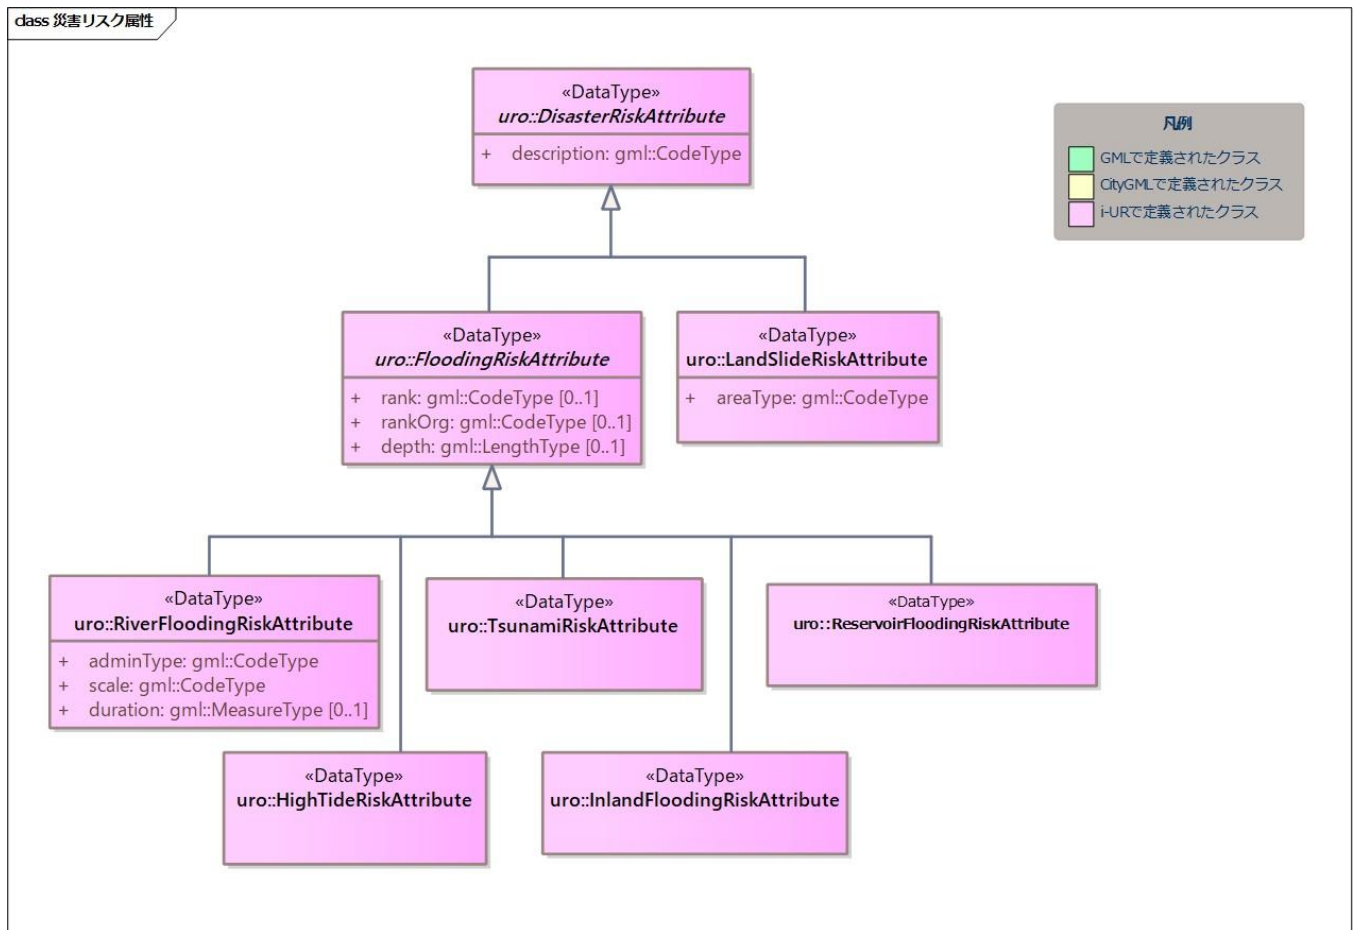 class 災害リスク属性
«DataType»
uro::DisasterRiskAttribute
+ description: gml::CodeType
凡例
GMLで定義されたクラス
CityGMLで定義されたクラス
i-URで定義されたクラス
«DataType»
uro::FloodingRiskAttribute
+ rank: gml::CodeType [0..1]
+ rankOrg: gml::CodeType [0..1]
+ depth: gml::LengthType [0..1]
«DataType»
uro::LandSlideRiskAttribute
+ areaType: gml::CodeType
«DataType»
uro::RiverFloodingRiskAttribute
+ adminType: gml::CodeType
+ scale: gml::CodeType
+ duration: gml::MeasureType [0..1]
«DataType»
uro::TsunamiRiskAttribute
«DataType»
uro::ReservoirFloodingRiskAttribute
«DataType»
uro::HighTideRiskAttribute
«DataType»
uro::InlandFloodingRiskAttribute